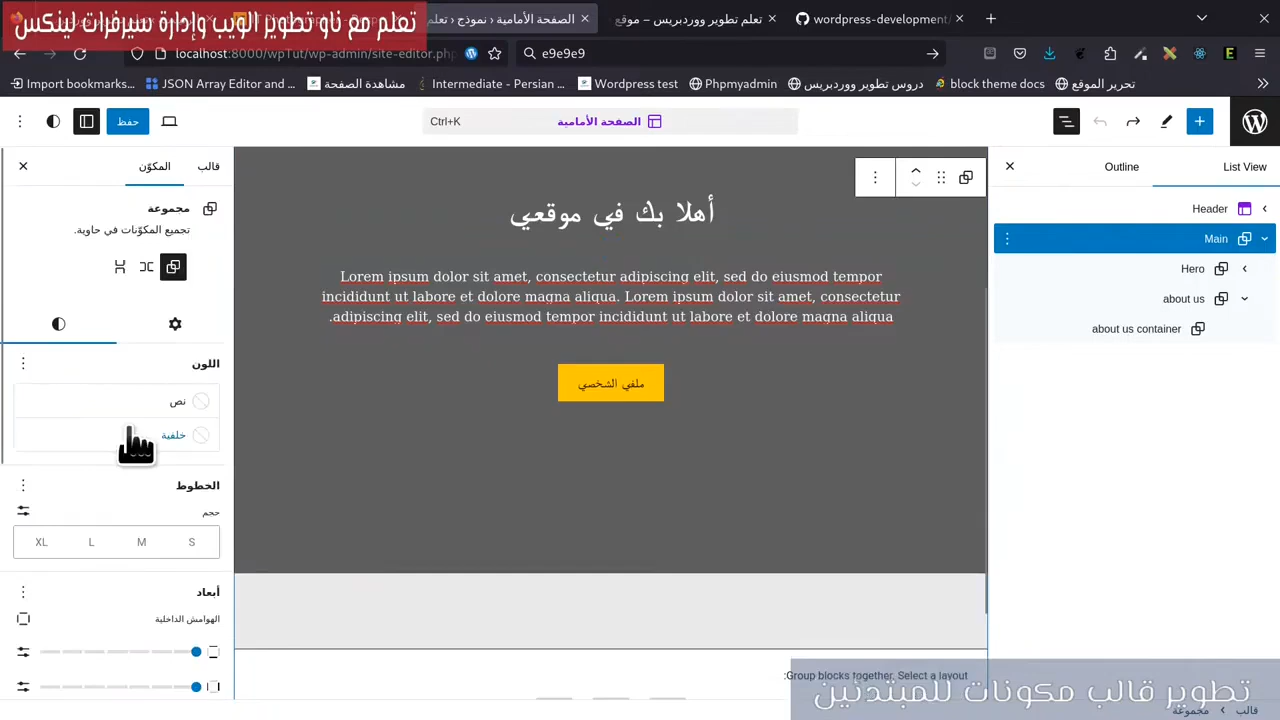 تعلم مع ناو تطوير الويب وإدارة سيرفرات لينكس
الصفحة الأمامية ‹ نموذج ‹ تعلم
تعلم تطوير ووردبريس – موقع
wordpress-development/
localhost:8000/wpTut/wp-admin/site-editor.php
e9e9e9
Import bookmarks...
JSON Array Editor and ...
مشاهدة الصفحة
Intermediate - Persian ...
Wordpress test
Phpmyadmin
دروس تطوير ووردبريس
block theme docs
تحرير الموقع
حفظ
الصفحة الأمامية
Ctrl+K
قالب
المكوّن
مجموعة
تجميع المكوّنات في حاوية.
اللون
نص
خلفية
الخطوط
حجم
S M L XL
أبعاد
الهوامش الداخلية
أهلا بك في موقعي
Lorem ipsum dolor sit amet, consectetur adipiscing elit, sed do eiusmod tempor
incididunt ut labore et dolore magna aliqua. Lorem ipsum dolor sit amet, consectetur
adipiscing elit, sed do eiusmod tempor incididunt ut labore et dolore magna aliqua.
ملفي الشخصي
Group blocks together. Select a layout:
List View
Outline
Header
Main
Hero
about us
about us container
تطوير قالب مكونات للمبتدئين
قالب ‹ مجموعة